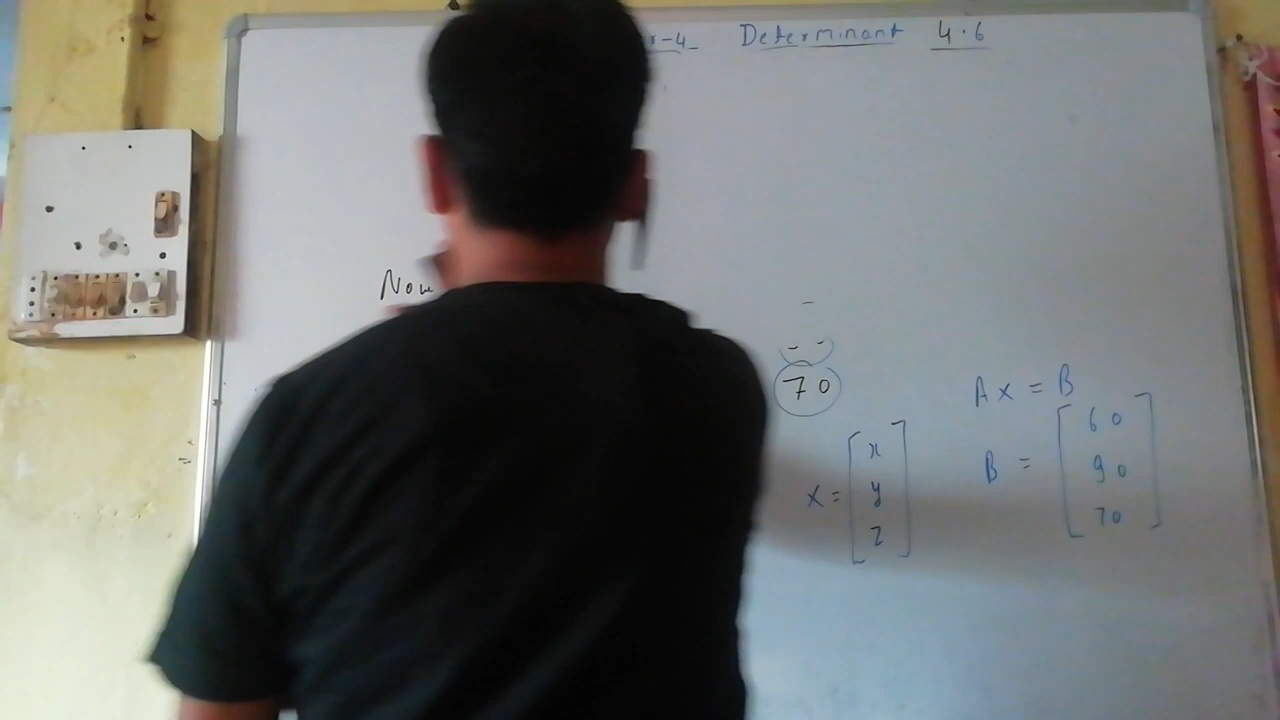 r-4 Determinant 4.6
Now
70
AX = B
X = [x y z]
B = [60 90 70]